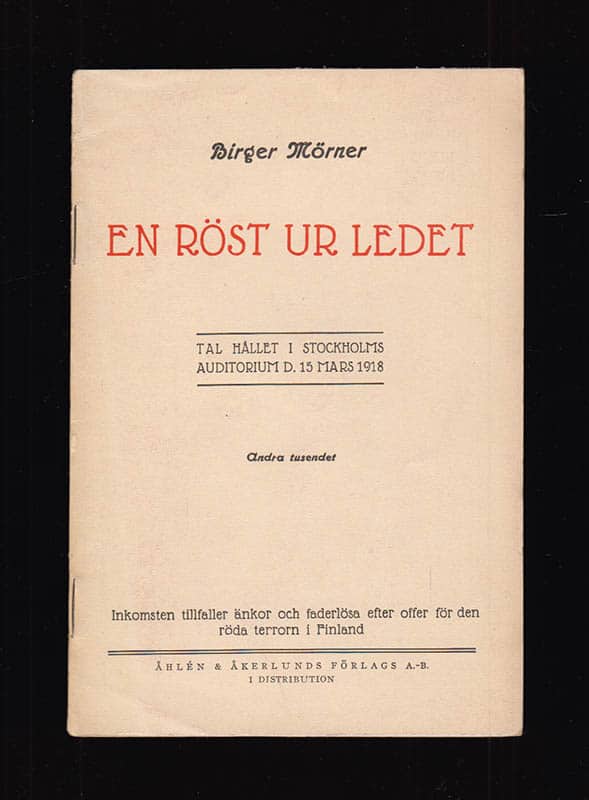 Birger Mörner
EN RÖST UR LEDET
TAL HÅLLET I STOCKHOLMS
AUDITORIUM D. 15 MARS 1918
Andra tusendet
Inkomsten tillfaller änkor och faderlösa efter offer för den
röda terrorn i Finland
ÅHLÉN & ÅKERLUNDS FÖRLAGS A.-B.
I DISTRIBUTION